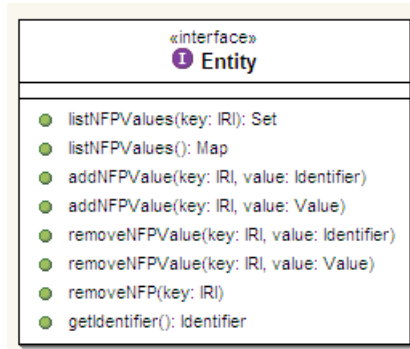 «interface»
I Entity
listNFPValues(key: IRI): Set
listNFPValues(): Map
addNFPValue(key: IRI, value: Identifier)
addNFPValue(key: IRI, value: Value)
removeNFPValue(key: IRI, value: Identifier)
removeNFPValue(key: IRI, value: Value)
removeNFP(key: IRI)
getIdentifier(): Identifier